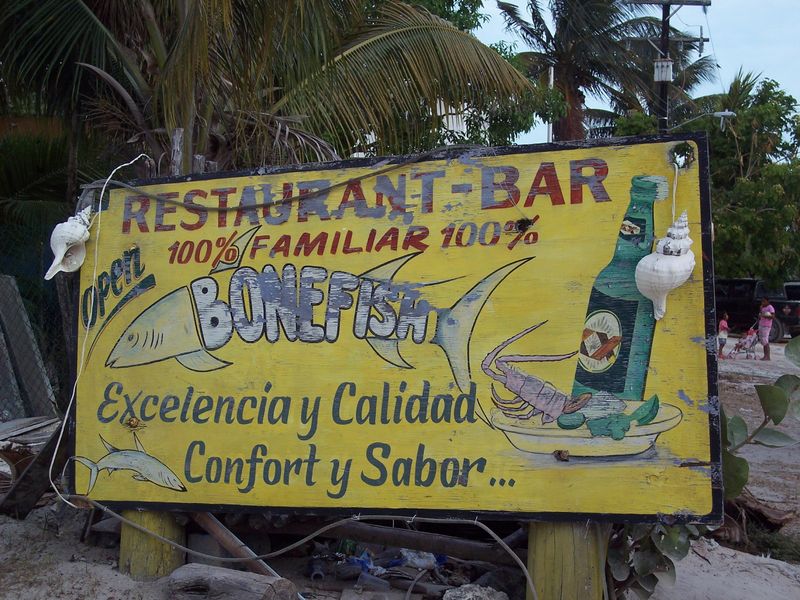 RESTAURANT-BAR
100% FAMILIAR 100%
Open
BONEFISH
Excelencia y Calidad
Confort y Sabor...